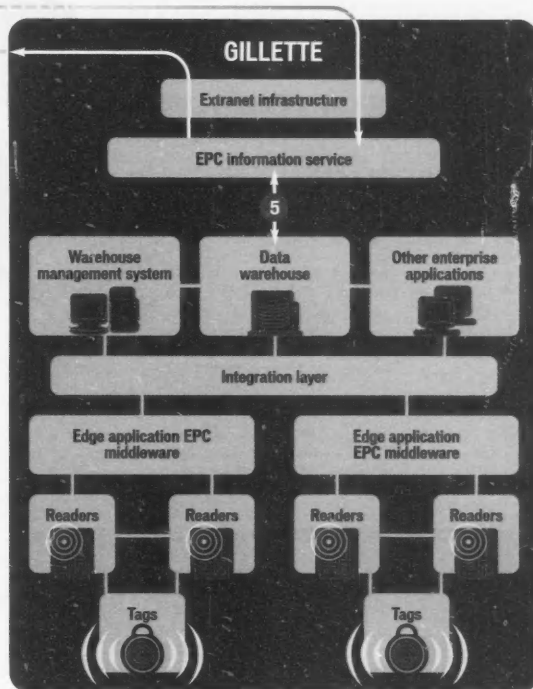 GILLETTE
Extranet infrastructure
EPC information service
5
Warehouse
management system
Data
warehouse
Other enterprise
applications
Integration layer
Edge application EPC
middleware
Edge application
EPC middleware
Readers
Readers
Readers
Readers
Tags
Tags